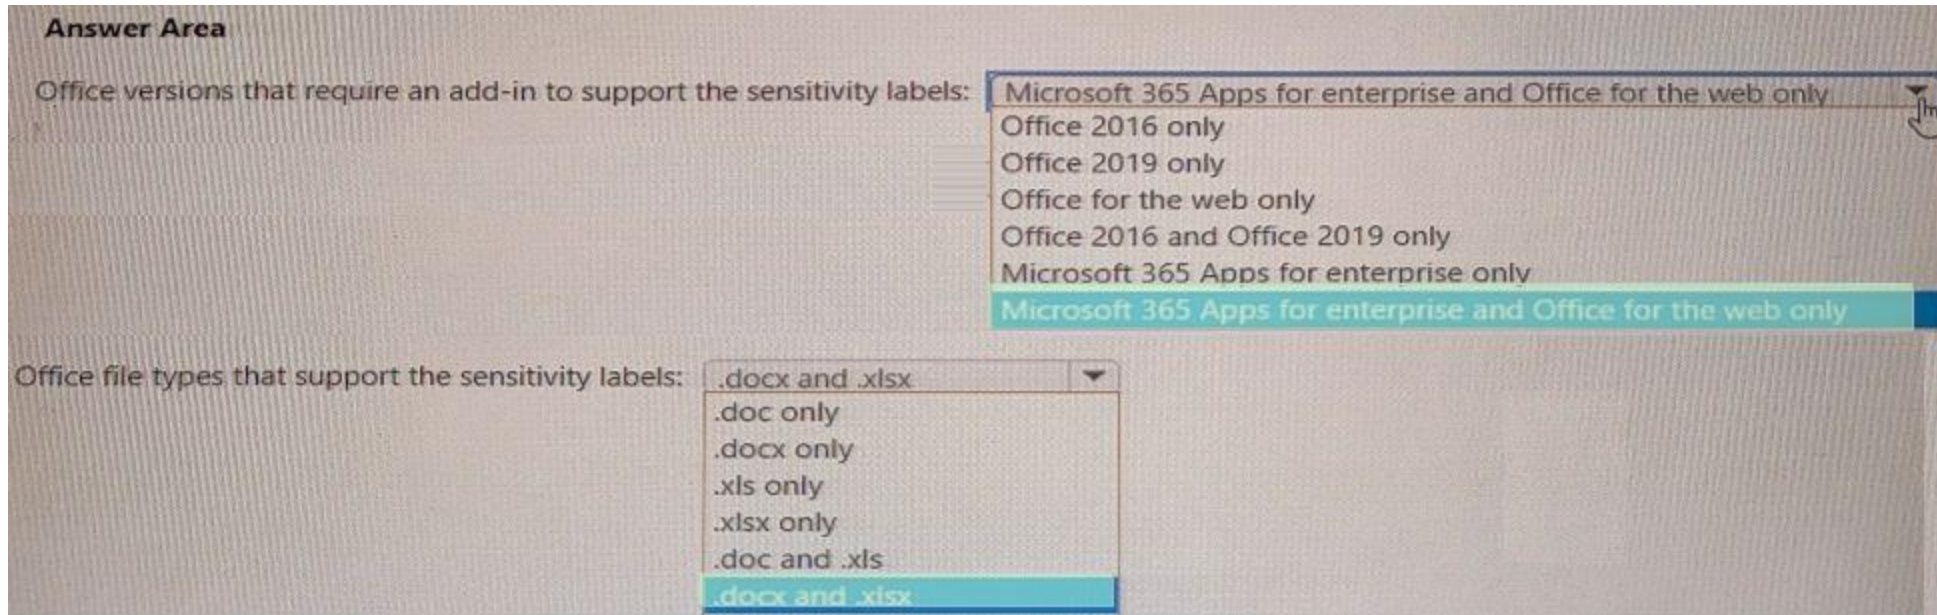 Answer Area
Office versions that require an add-in to support the sensitivity labels: Microsoft 365 Apps for enterprise and Office for the web only
Office 2016 only
Office 2019 only
Office for the web only
Office 2016 and Office 2019 only
Microsoft 365 Apps for enterprise only
Microsoft 365 Apps for enterprise and Office for the web only
Office file types that support the sensitivity labels: .docx and .xlsx
.doc only
.docx only
.xls only
.xlsx only
.doc and .xls
.docx and .xlsx